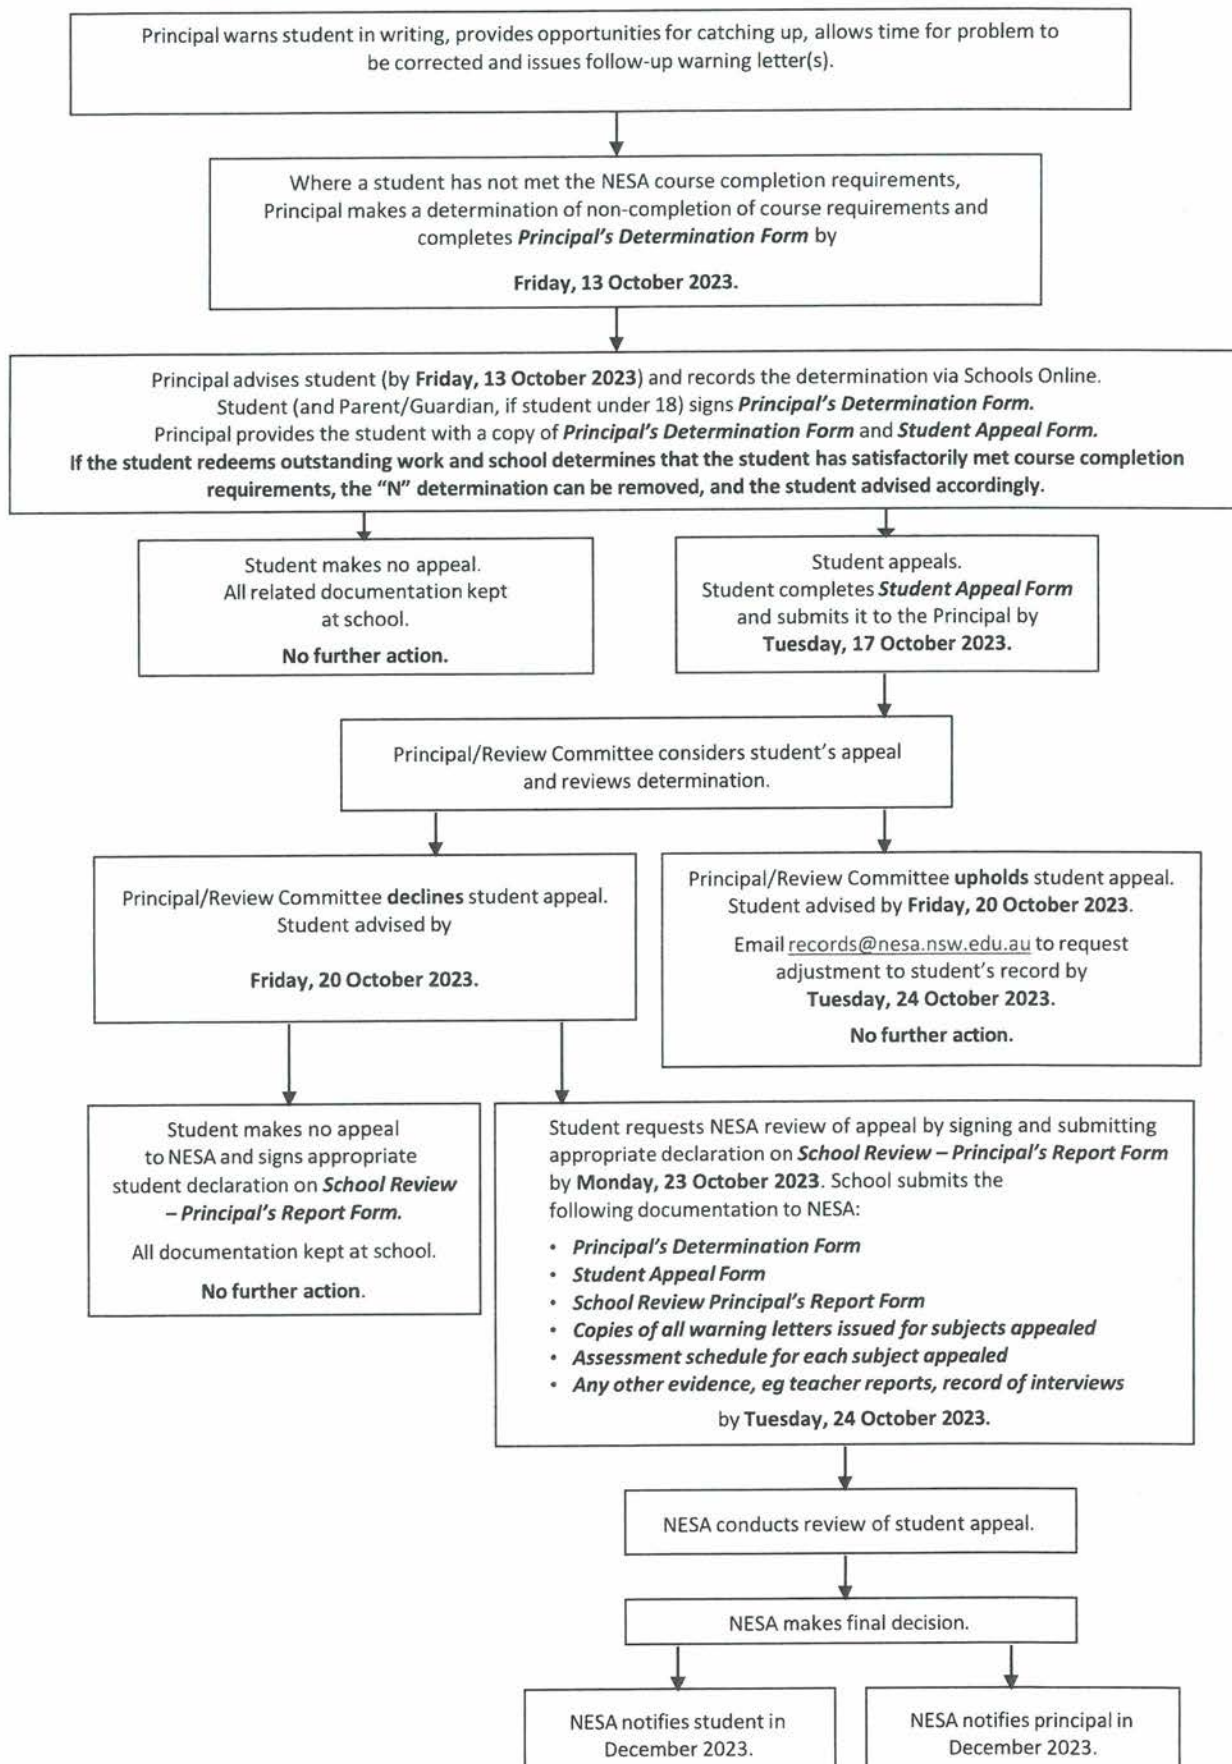 Principal warns student in writing, provides opportunities for catching up, allows time for problem to
be corrected and issues follow-up warning letter(s).
Where a student has not met the NESA course completion requirements,
Principal makes a determination of non-completion of course requirements and
completes Principal's Determination Form by
Friday, 13 October 2023.
Principal advises student (by Friday, 13 October 2023) and records the determination via Schools Online.
Student (and Parent/Guardian, if student under 18) signs Principal's Determination Form.
Principal provides the student with a copy of Principal's Determination Form and Student Appeal Form.
If the student redeems outstanding work and school determines that the student has satisfactorily met course completion
requirements, the "N" determination can be removed, and the student advised accordingly.
Student makes no appeal.
All related documentation kept
at school.
No further action.
Student appeals.
Student completes Student Appeal Form
and submits it to the Principal by
Tuesday, 17 October 2023.
Principal/Review Committee considers student's appeal
and reviews determination.
Principal/Review Committee declines student appeal.
Student advised by
Friday, 20 October 2023.
Principal/Review Committee upholds student appeal.
Student advised by Friday, 20 October 2023.
Email records@nesa.nsw.edu.au to request
adjustment to student's record by
Tuesday, 24 October 2023.
No further action.
Student makes no appeal
to NESA and signs appropriate
student declaration on School Review
– Principal's Report Form.
All documentation kept at school.
No further action.
Student requests NESA review of appeal by signing and submitting
appropriate declaration on School Review – Principal's Report Form
by Monday, 23 October 2023. School submits the
following documentation to NESA:
• Principal's Determination Form
• Student Appeal Form
• School Review Principal's Report Form
• Copies of all warning letters issued for subjects appealed
• Assessment schedule for each subject appealed
• Any other evidence, eg teacher reports, record of interviews
by Tuesday, 24 October 2023.
NESA conducts review of student appeal.
NESA makes final decision.
NESA notifies student in
December 2023.
NESA notifies principal in
December 2023.